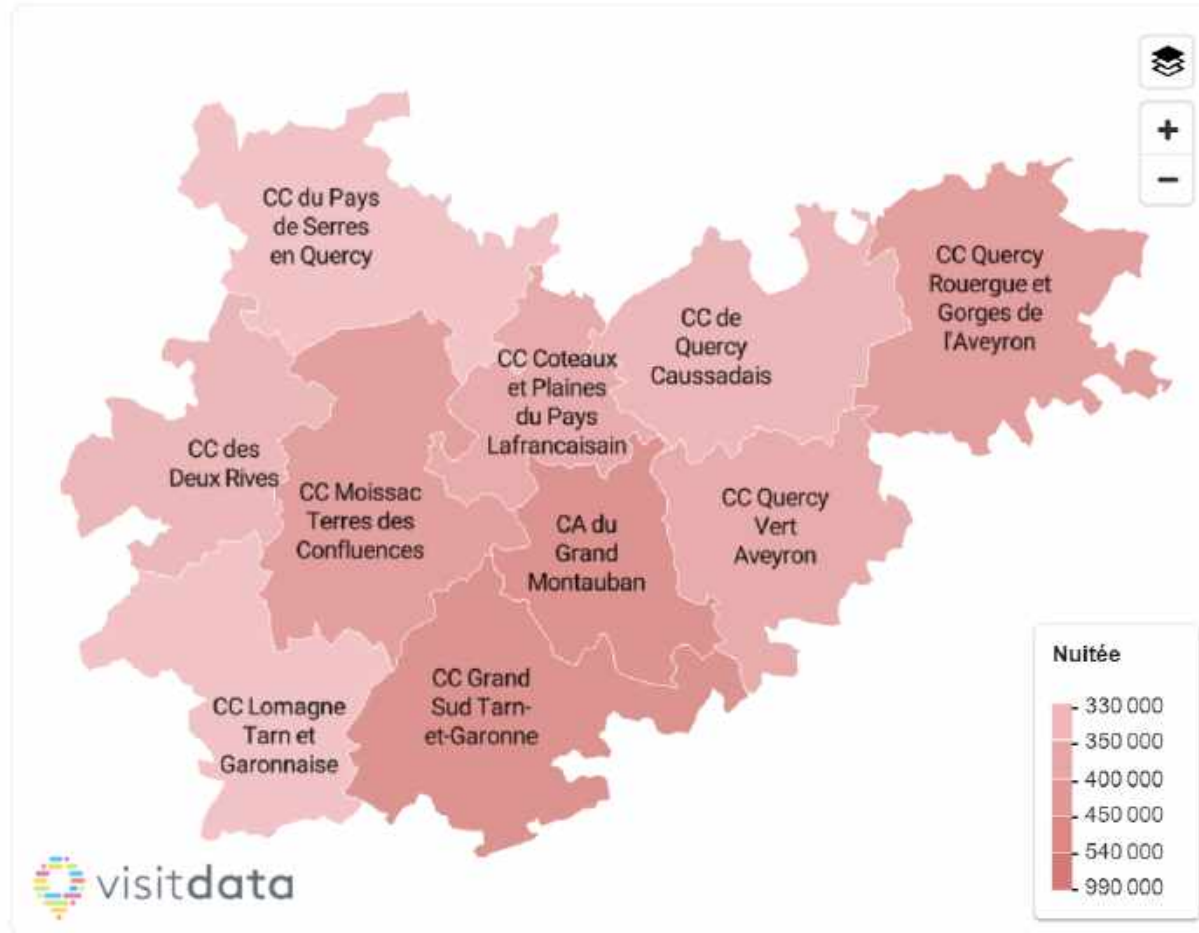 CC du Pays
de Serres
en Quercy
CC Quercy
Rouergue et
Gorges de
l'Aveyron
CC de
Quercy
Caussadais
CC Coteaux
et Plaines
du Pays
Lafrancaisain
CC des
Deux Rives
CC Moissac
Terres des
Confluences
CA du
Grand
Montauban
CC Quercy
Vert
Aveyron
CC Grand
Sud Tarn-
et-Garonne
CC Lomagne
Tarn et
Garonnaise
Nuitée
330 000
350 000
400 000
450 000
540 000
990 000
visitdata